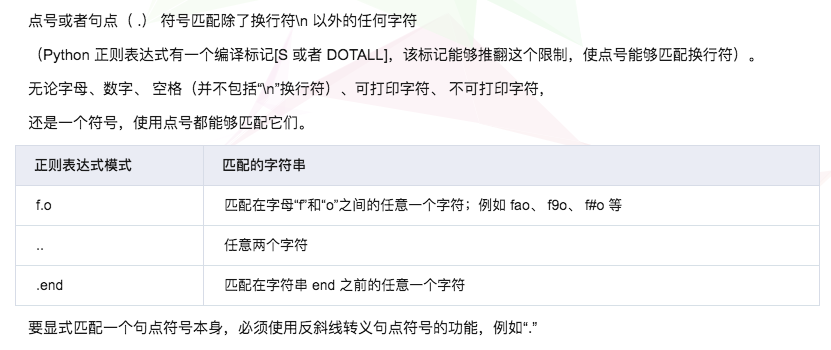 点号或者句点（ .） 符号匹配除了换行符\n 以外的任何字符
（Python 正则表达式有一个编译标记[S 或者 DOTALL]，该标记能够推翻这个限制，使点号能够匹配换行符）。
无论字母、数字、 空格（并不包括“\n”换行符）、可打印字符、 不可打印字符，
还是一个符号，使用点号都能够匹配它们。
正则表达式模式 匹配的字符串
f.o 匹配在字母“f”和“o”之间的任意一个字符；例如 fao、 f9o、 f#o 等
.. 任意两个字符
.end 匹配在字符串 end 之前的任意一个字符
要显式匹配一个句点符号本身，必须使用反斜线转义句点符号的功能，例如“.”